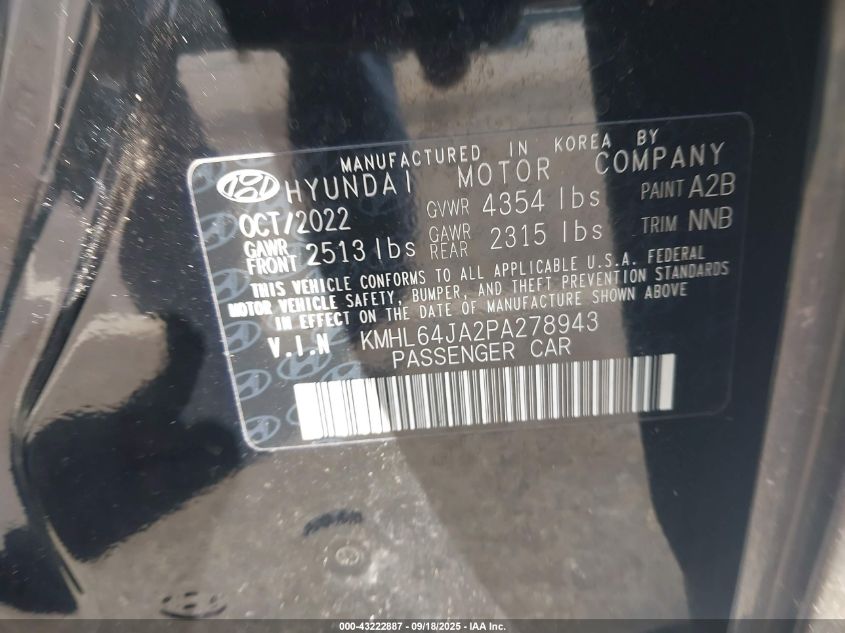 MANUFACTURED IN KOREA BY
HYUNDAI MOTOR COMPANY
OCT/2022 GVWR 4354 lbs PAINT A2B
GAWR FRONT 2513 lbs GAWR REAR 2315 lbs TRIM NNB
THIS VEHICLE CONFORMS TO ALL APPLICABLE U.S.A. FEDERAL
MOTOR VEHICLE SAFETY, BUMPER, AND THEFT PREVENTION STANDARDS
IN EFFECT ON THE DATE OF MANUFACTURE SHOWN ABOVE
V.I.N KMHL64JA2PA278943
PASSENGER CAR
000-43222887 - 09/18/2025 - IAA Inc.